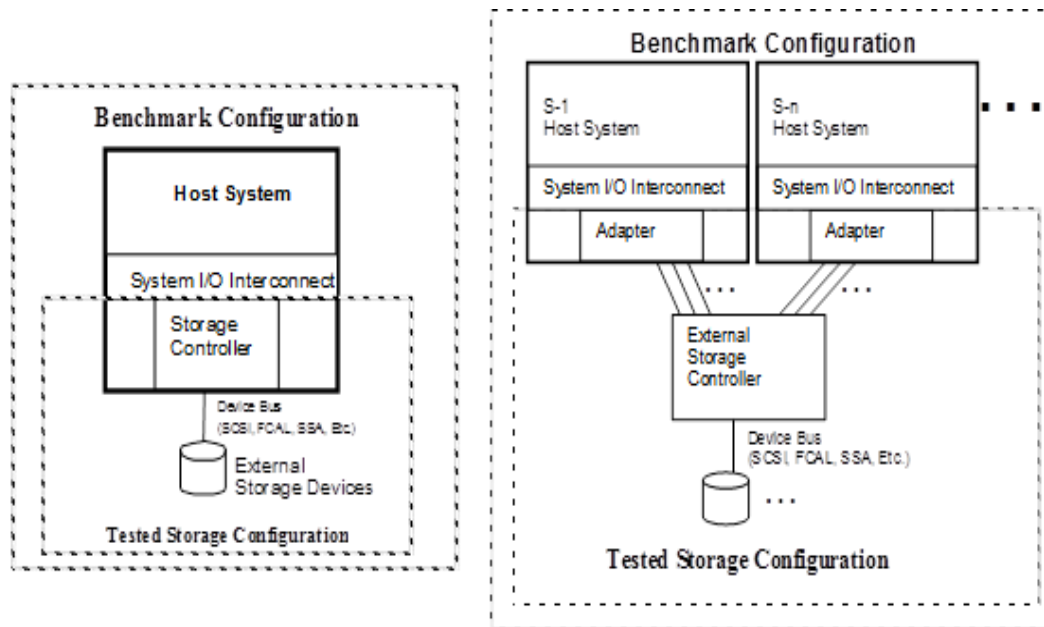 Benchmark Configuration
Host System
System I/O Interconnect
Storage
Controller
Device Bus
(SCSI, FCAL, SSA, Etc.)
External
Storage Devices
Tested Storage Configuration
Benchmark Configuration
S-1
Host System
System I/O Interconnect
Adapter
S-n
Host System
System I/O Interconnect
Adapter
...
...
...
External
Storage
Controller
Device Bus
(SCSI, FCAL, SSA, Etc.)
...
Tested Storage Configuration